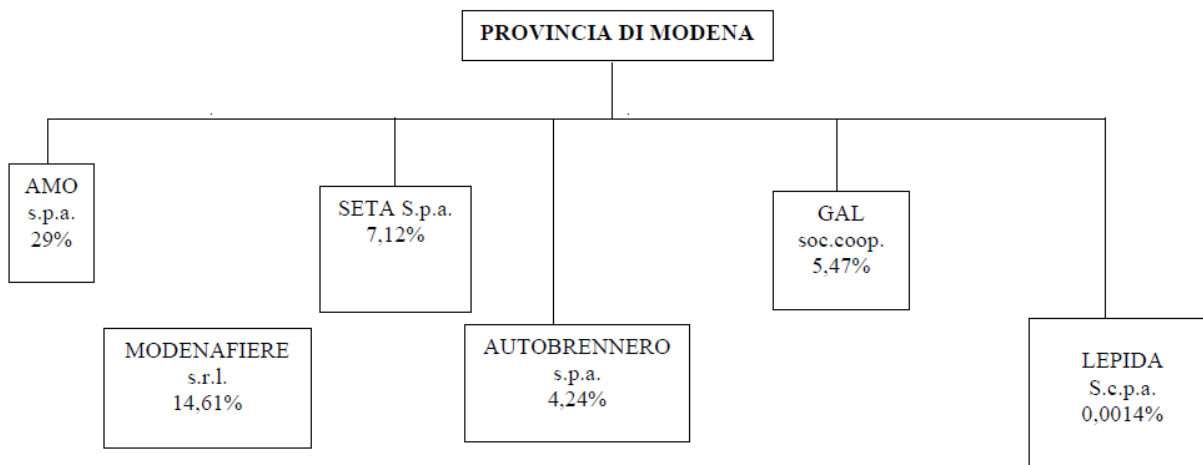 PROVINCIA DI MODENA
AMO
s.p.a.
29%
SETA S.p.a.
7,12%
GAL
soc.coop.
5,47%
MODENAFIERE
s.r.l.
14,61%
AUTOBRENNERO
s.p.a.
4,24%
LEPIDA
S.c.p.a.
0,0014%